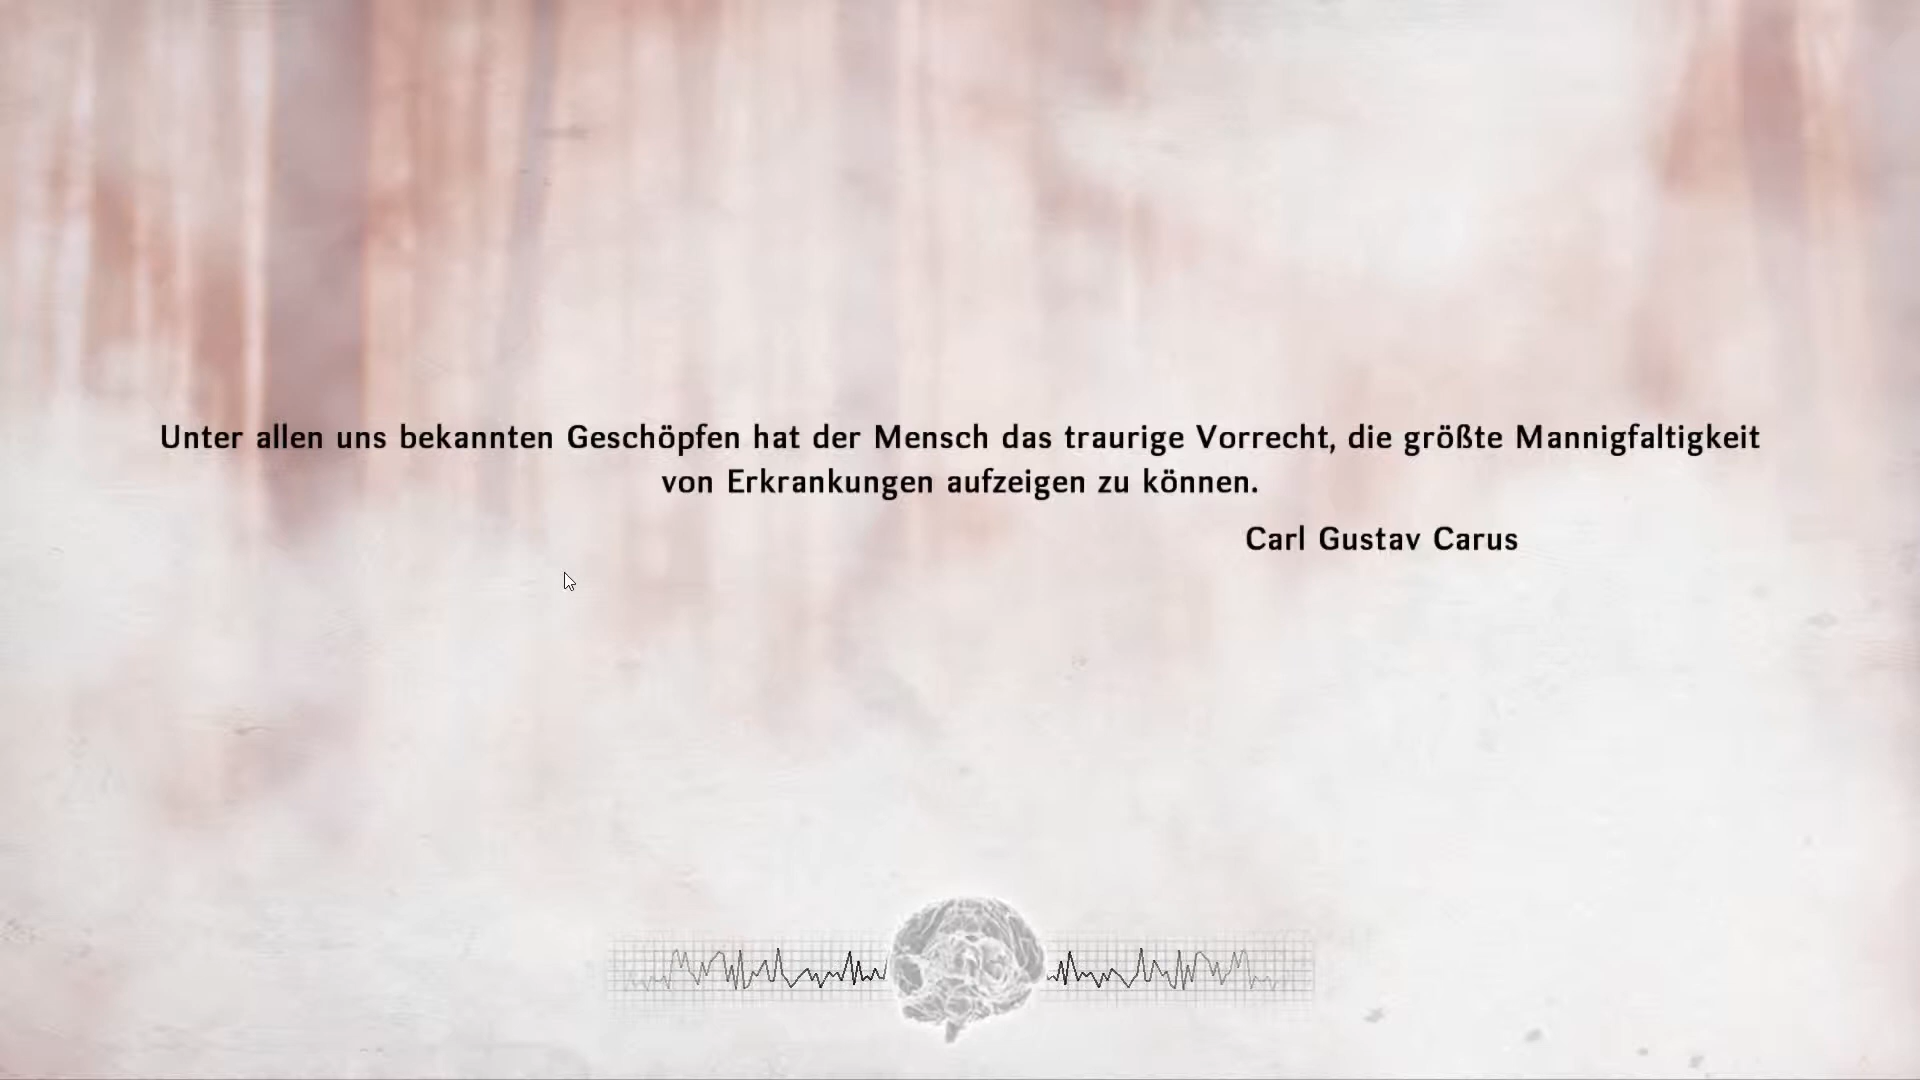 Unter allen uns bekannten Geschöpfen hat der Mensch das traurige Vorrecht, die größte Mannigfaltigkeit
von Erkrankungen aufzeigen zu können.
Carl Gustav Carus